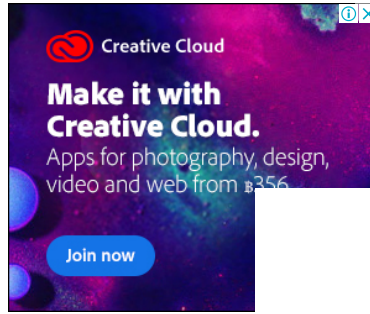 Creative Cloud
Make it with
Creative Cloud.
Apps for photography, design,
video and web from ฿356
Join now